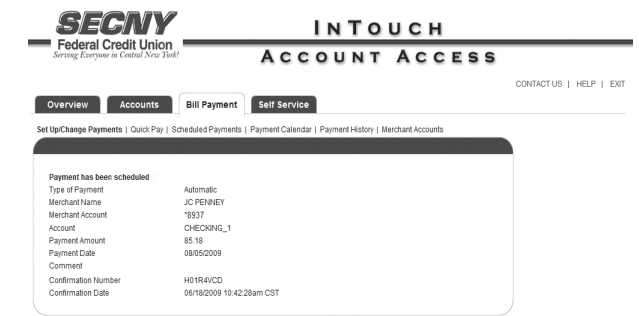 SECNY
Federal Credit Union
Serving Everyone in Central New York!
INTOUCH
ACCOUNT ACCESS
CONTACT US | HELP | EXIT
Overview Accounts Bill Payment Self Service
Set Up/Change Payments | Quick Pay | Scheduled Payments | Payment Calendar | Payment History | Merchant Accounts
Payment has been scheduled
Type of Payment Automatic
Merchant Name JC PENNEY
Merchant Account *8937
Account CHECKING_1
Payment Amount 85.18
Payment Date 08/05/2009
Comment
Confirmation Number H01R4VCD
Confirmation Date 06/18/2009 10:42:28am CST